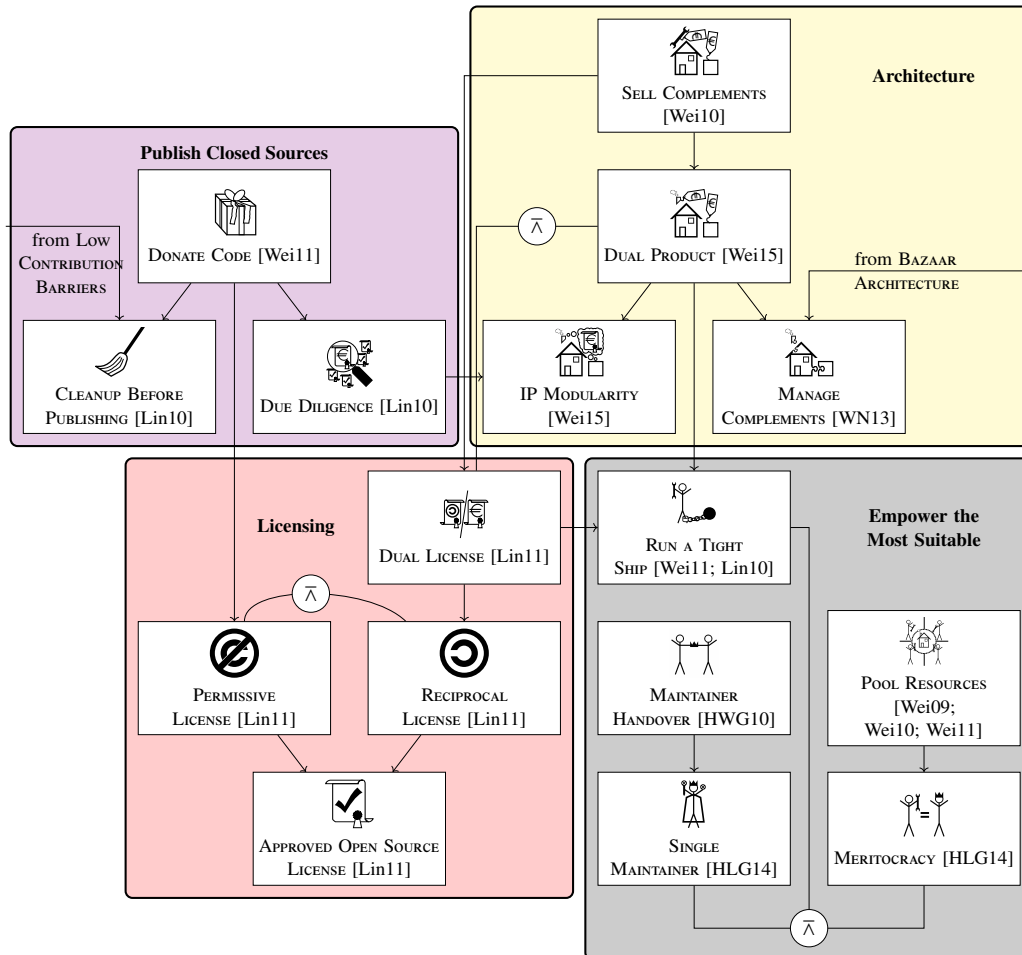 Architecture
SELL COMPLEMENTS
[Wei10]
Publish Closed Sources
DONATE CODE [Wei11]
⊼
DUAL PRODUCT [Wei15]
from LOW
CONTRIBUTION
BARRIERS
from BAZAAR
ARCHITECTURE
CLEANUP BEFORE
PUBLISHING [Lin10]
DUE DILIGENCE [Lin10]
IP MODULARITY
[Wei15]
MANAGE
COMPLEMENTS [WN13]
Licensing
DUAL LICENSE [Lin11]
RUN A TIGHT
SHIP [Wei11; Lin10]
Empower the
Most Suitable
⊼
PERMISSIVE
LICENSE [Lin11]
RECIPROCAL
LICENSE [Lin11]
MAINTAINER
HANDOVER [HWG10]
POOL RESOURCES
[Wei09;
Wei10; Wei11]
APPROVED OPEN SOURCE
LICENSE [Lin11]
SINGLE
MAINTAINER [HLG14]
=
MERITOCRACY [HLG14]
⊼